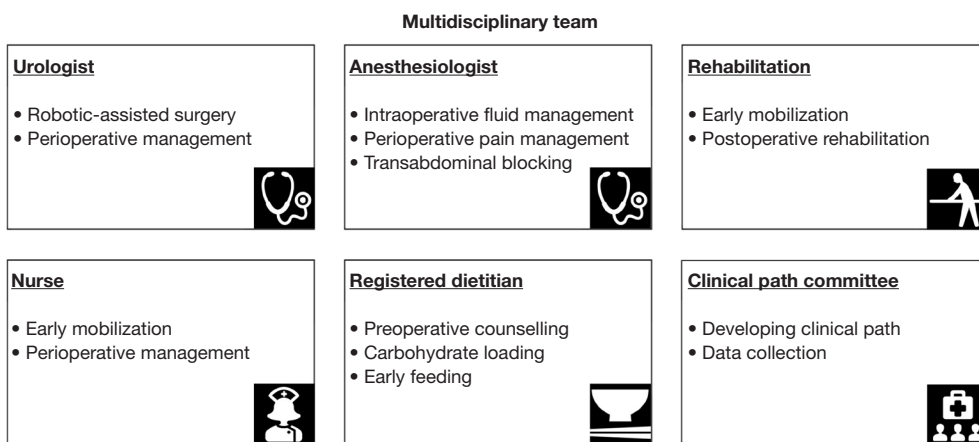 Multidisciplinary team
Urologist
• Robotic-assisted surgery
• Perioperative management
Anesthesiologist
• Intraoperative fluid management
• Perioperative pain management
• Transabdominal blocking
Rehabilitation
• Early mobilization
• Postoperative rehabilitation
Nurse
• Early mobilization
• Perioperative management
Registered dietitian
• Preoperative counselling
• Carbohydrate loading
• Early feeding
Clinical path committee
• Developing clinical path
• Data collection